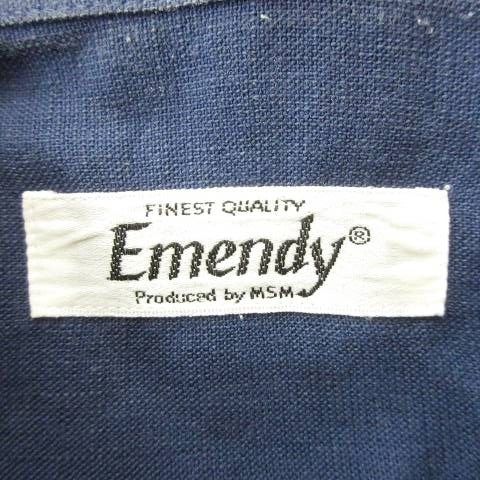 FINEST QUALITY
Emendy®
Produced by MSM